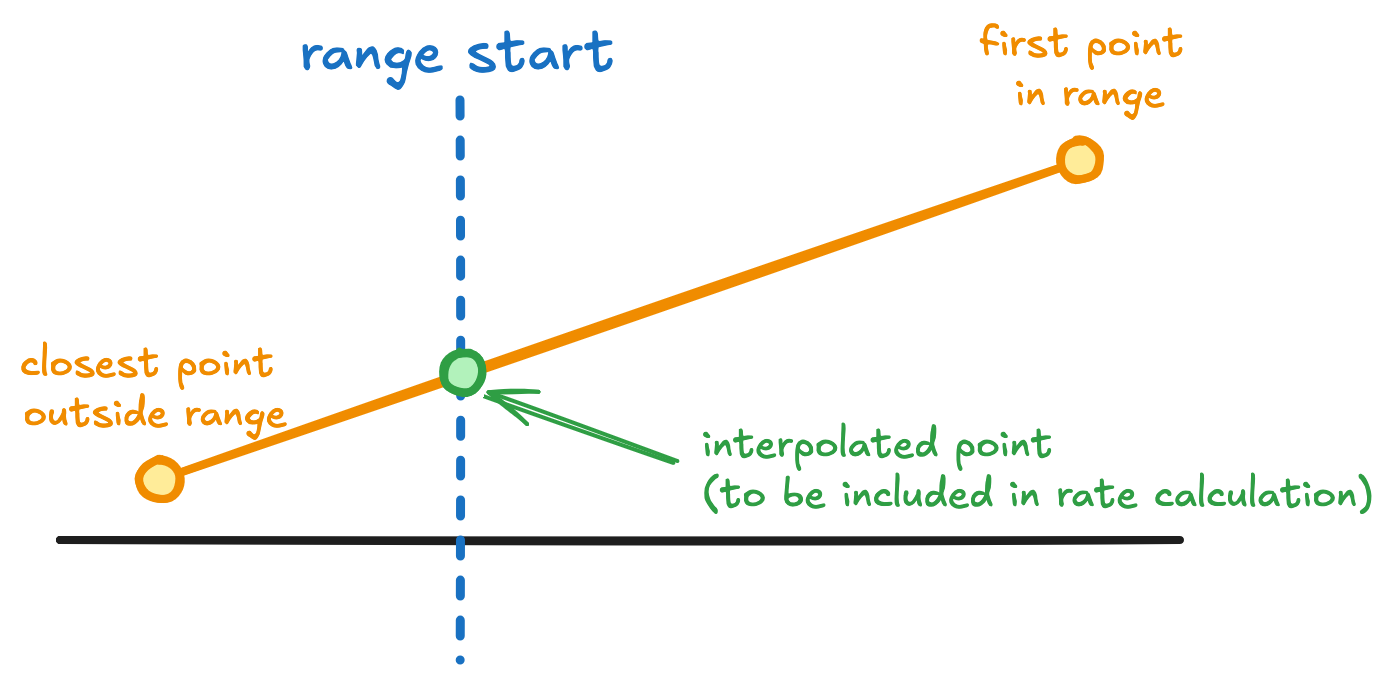 range start
first point
in range
closest point
outside range
interpolated point
(to be included in rate calculation)